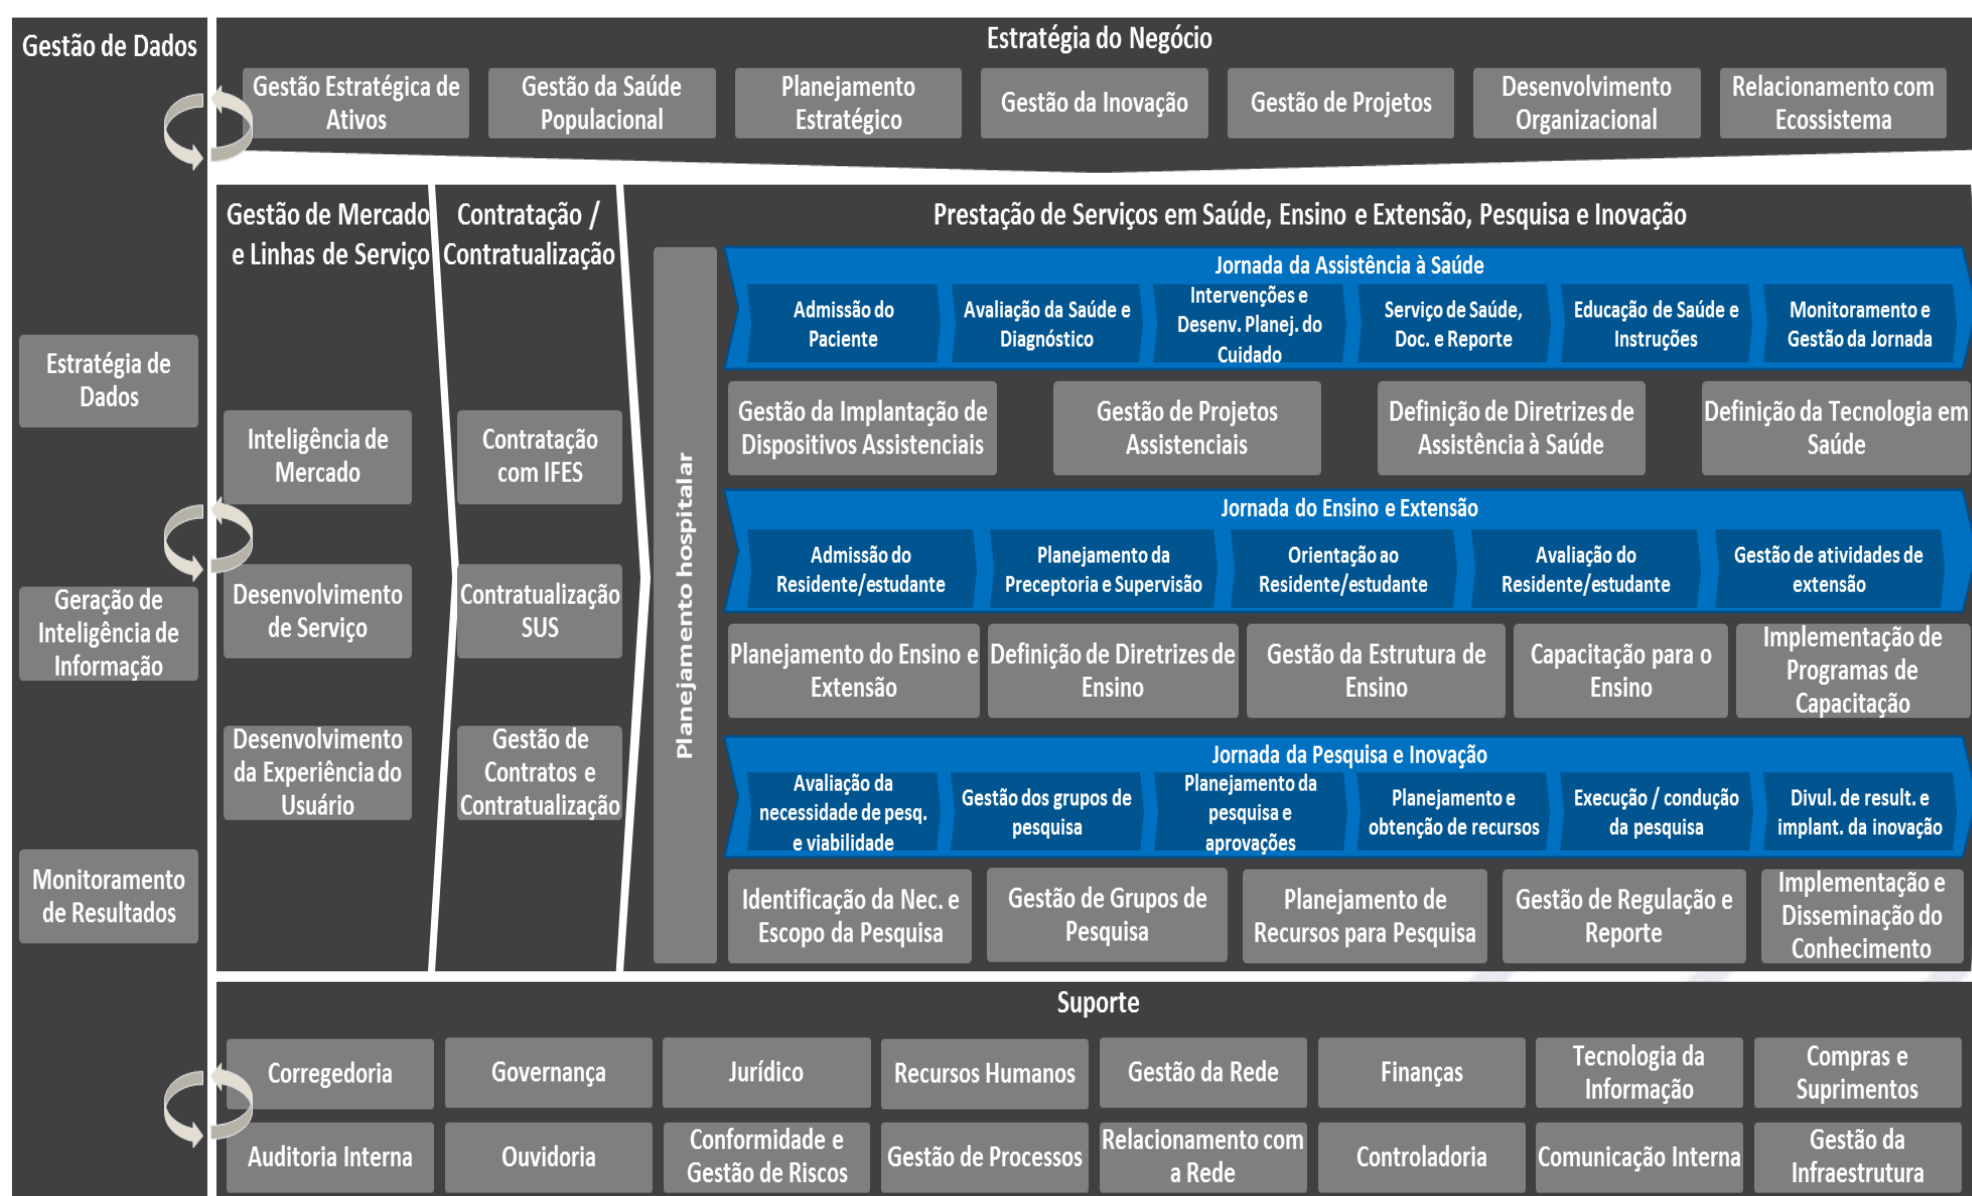 Gestão de Dados
Estratégia de
Dados
Geração de
Inteligência de
Informação
Monitoramento
de Resultados
Estratégia do Negócio
Gestão Estratégica de
Ativos
Gestão da Saúde
Populacional
Planejamento
Estratégico
Gestão da Inovação
Gestão de Projetos
Desenvolvimento
Organizacional
Relacionamento com
Ecossistema
Gestão de Mercado
e Linhas de Serviço
Inteligência de
Mercado
Desenvolvimento
de Serviço
Desenvolvimento
da Experiência do
Usuário
Contratação /
Contratualização
Contratação
com IFES
Contratualização
SUS
Gestão de
Contratos e
Contratualização
Prestação de Serviços em Saúde, Ensino e Extensão, Pesquisa e Inovação
Planejamento hospitalar
Jornada da Assistência à Saúde
Admissão do
Paciente
Avaliação da Saúde e
Diagnóstico
Intervenções e
Desenv. Planej. do
Cuidado
Serviço de Saúde,
Doc. e Reporte
Educação de Saúde e
Instruções
Monitoramento e
Gestão da Jornada
Gestão da Implantação de
Dispositivos Assistenciais
Gestão de Projetos
Assistenciais
Definição de Diretrizes de
Assistência à Saúde
Definição da Tecnologia em
Saúde
Jornada do Ensino e Extensão
Admissão do
Residente/estudante
Planejamento da
Preceptoria e Supervisão
Orientação ao
Residente/estudante
Avaliação do
Residente/estudante
Gestão de atividades de
extensão
Planejamento do Ensino e
Extensão
Definição de Diretrizes de
Ensino
Gestão da Estrutura de
Ensino
Capacitação para o
Ensino
Implementação de
Programas de
Capacitação
Jornada da Pesquisa e Inovação
Avaliação da
necessidade de pesq.
e viabilidade
Gestão dos grupos de
pesquisa
Planejamento da
pesquisa e
aprovações
Planejamento e
obtenção de recursos
Execução / condução
da pesquisa
Divul. de result. e
implant. da inovação
Identificação da Nec. e
Escopo da Pesquisa
Gestão de Grupos de
Pesquisa
Planejamento de
Recursos para Pesquisa
Gestão de Regulação e
Reporte
Implementação e
Disseminação do
Conhecimento
Suporte
Corregedoria
Governança
Jurídico
Recursos Humanos
Gestão da Rede
Finanças
Tecnologia da
Informação
Compras e
Suprimentos
Auditoria Interna
Ouvidoria
Conformidade e
Gestão de Riscos
Gestão de Processos
Relacionamento com
a Rede
Controladoria
Comunicação Interna
Gestão da
Infraestrutura